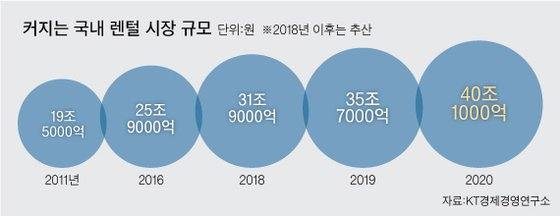 커지는 국내 렌털 시장 규모 단위:원 ※2018년 이후는 추산
19조
5000억
25조
9000억
31조
9000억
35조
7000억
40조
1000억
2011년 2016 2018 2019 2020
자료:KT경제경영연구소